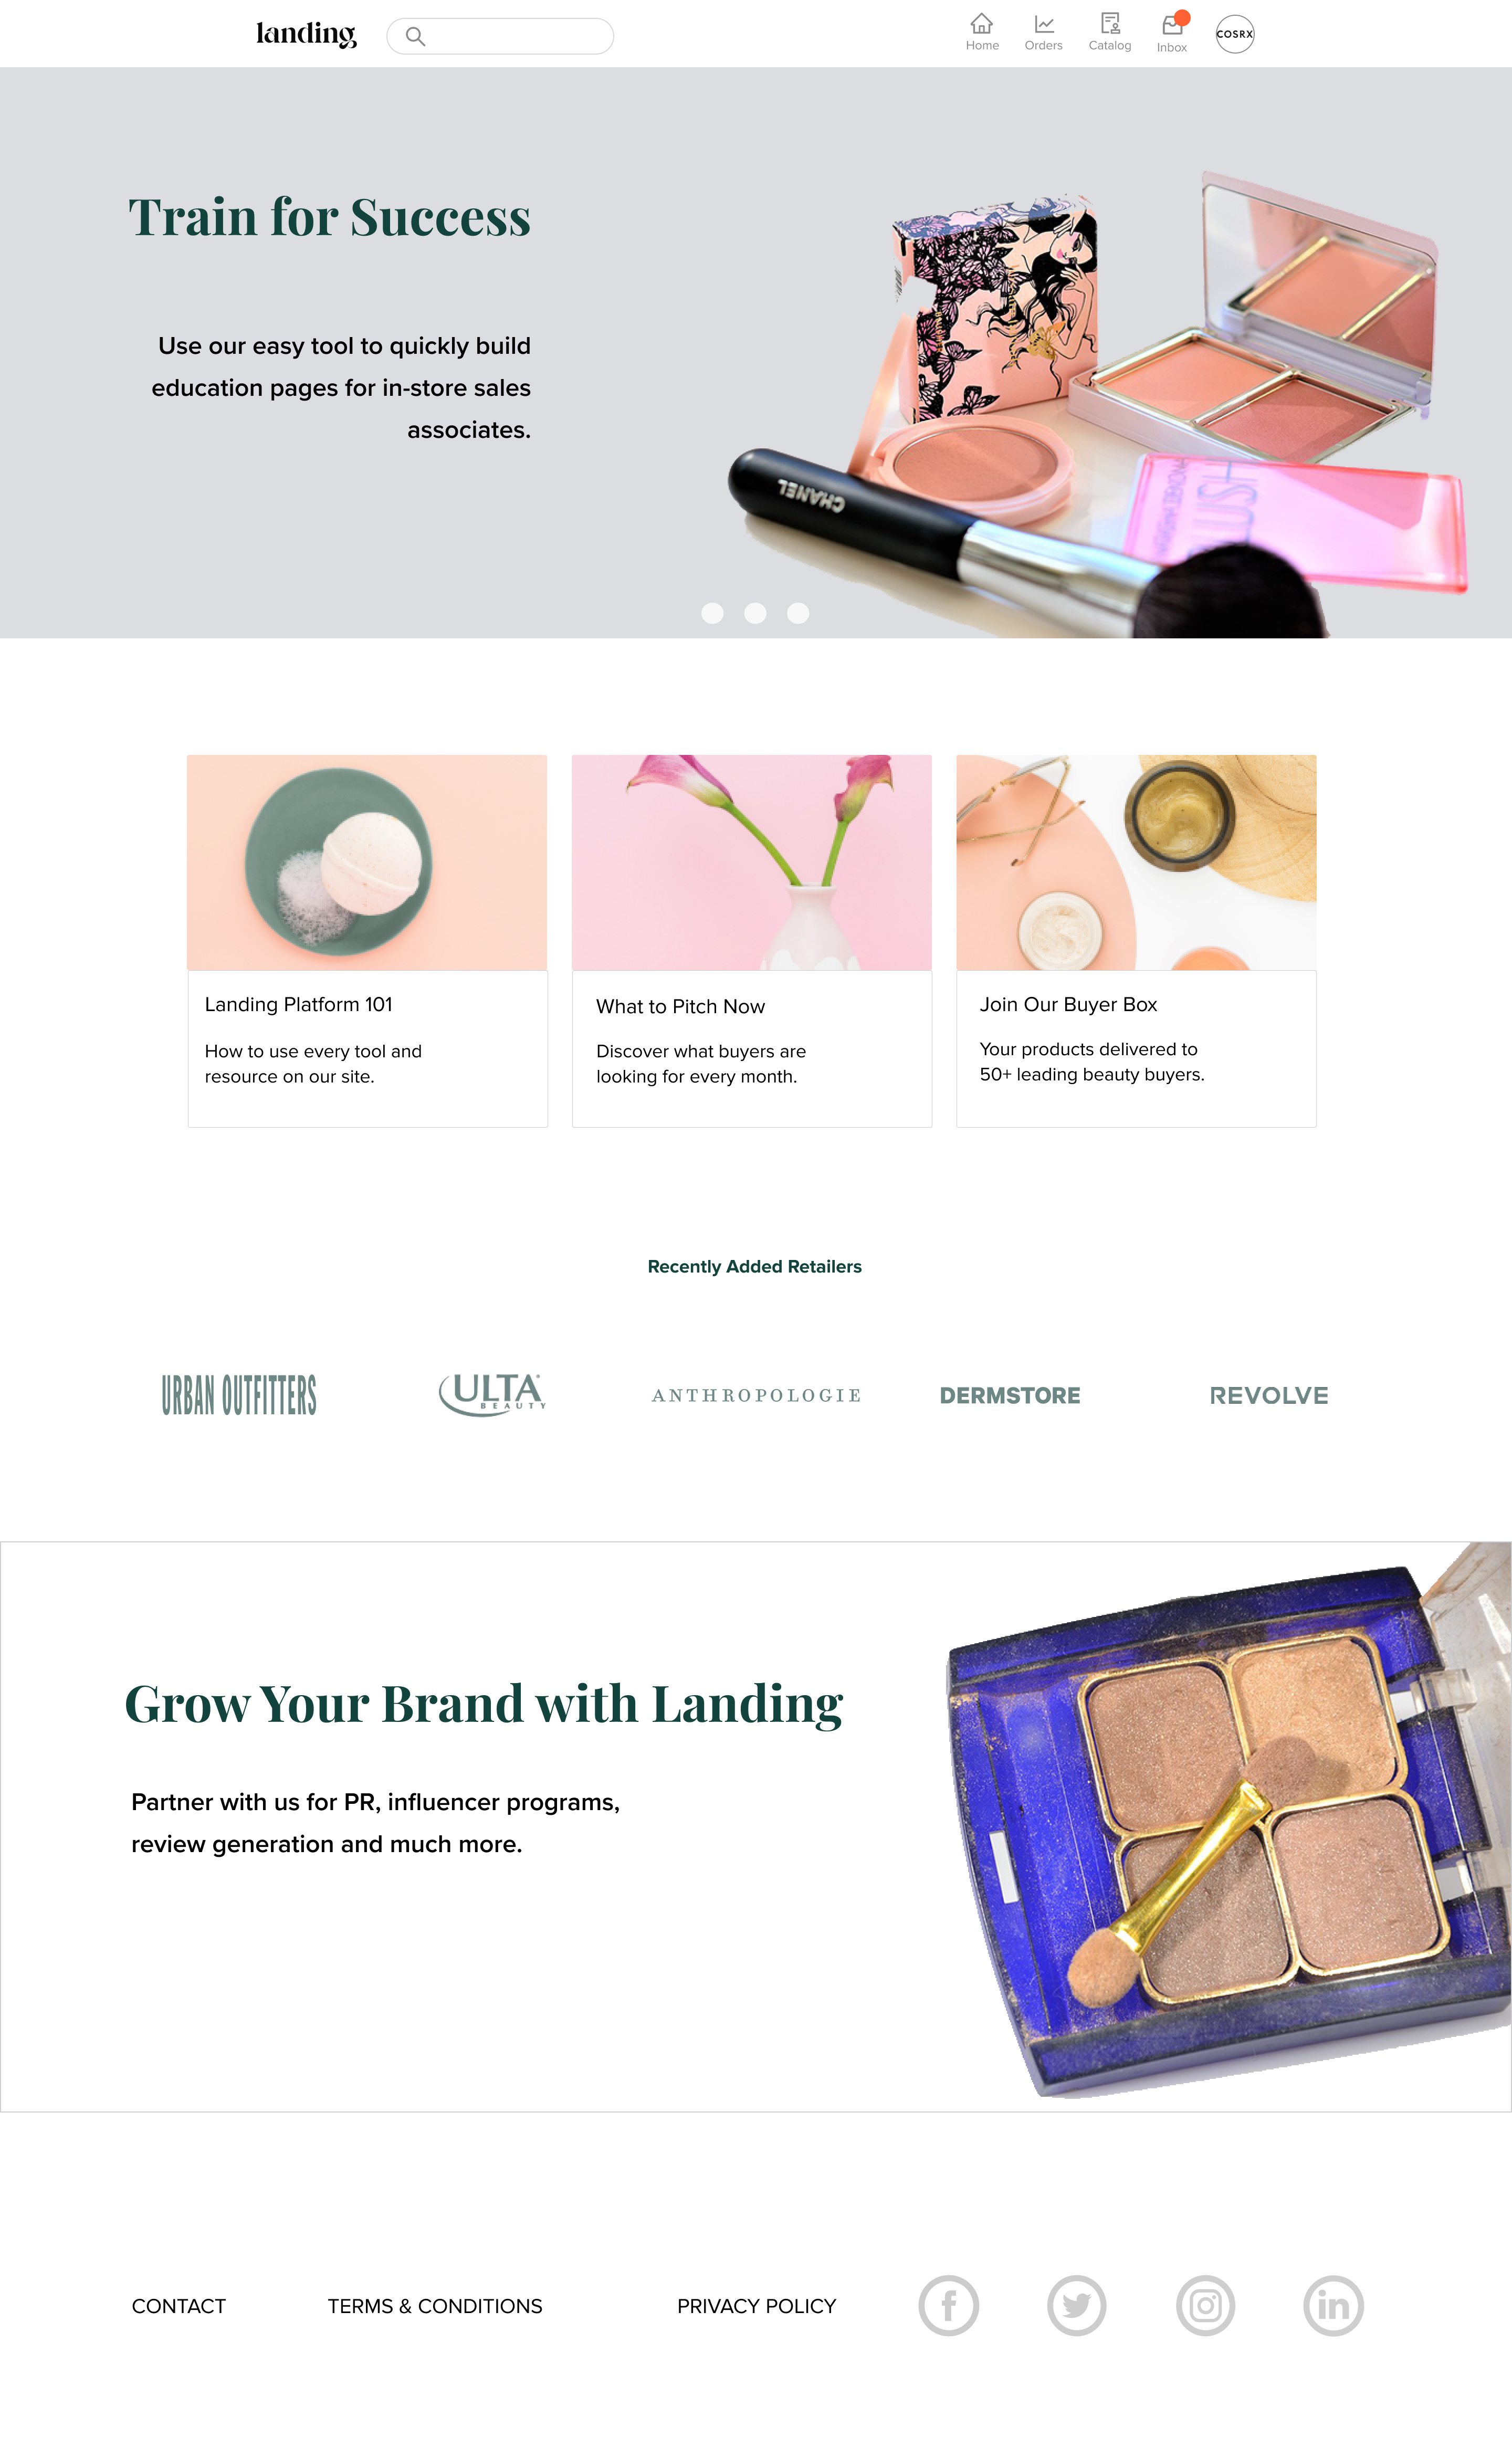 landing
Home
Orders
Catalog
Inbox
COSRX
Train for Success
Use our easy tool to quickly build
education pages for in-store sales
associates.
CHANEL
Landing Platform 101
How to use every tool and
resource on our site.
What to Pitch Now
Discover what buyers are
looking for every month.
Join Our Buyer Box
Your products delivered to
50+ leading beauty buyers.
Recently Added Retailers
URBAN OUTFITTERS
ULTA
BEAUTY
ANTHROPOLOGIE
DERMSTORE
REVOLVE
Grow Your Brand with Landing
Partner with us for PR, influencer programs,
review generation and much more.
CONTACT
TERMS & CONDITIONS
PRIVACY POLICY
f
in